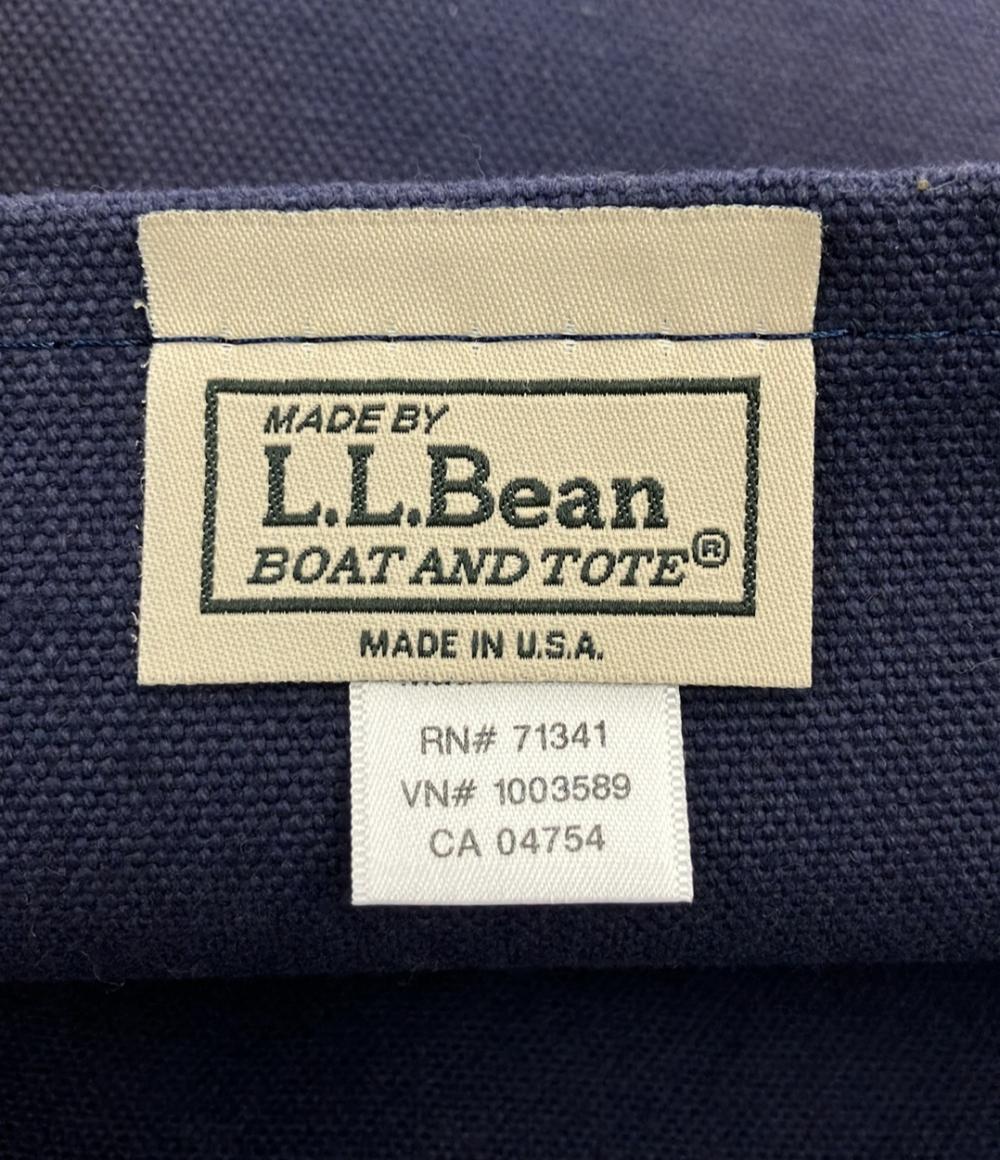 MADE BY
L.L.Bean
BOAT AND TOTE®
MADE IN U.S.A.
RN# 71341
VN# 1003589
CA 04754